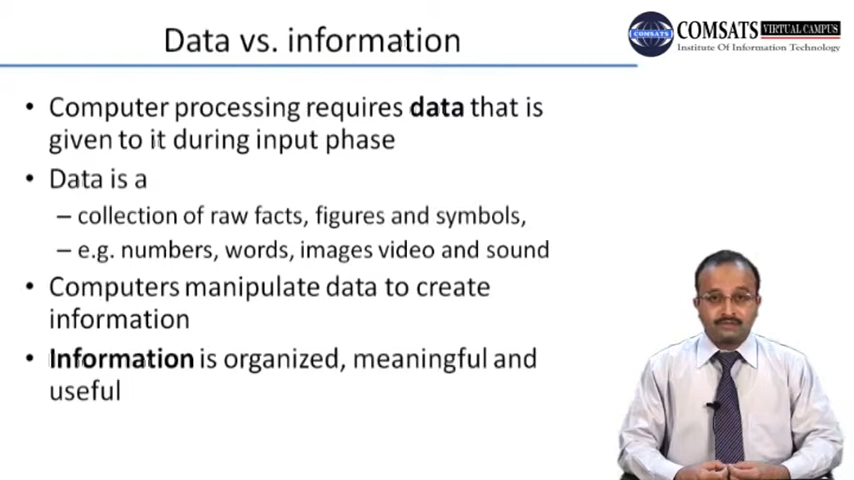 Data vs. information
COMSATS VIRTUAL CAMPUS
Institute Of Information Technology
COMSATS
• Computer processing requires data that is
given to it during input phase
• Data is a
– collection of raw facts, figures and symbols,
– e.g. numbers, words, images video and sound
• Computers manipulate data to create
information
• Information is organized, meaningful and
useful